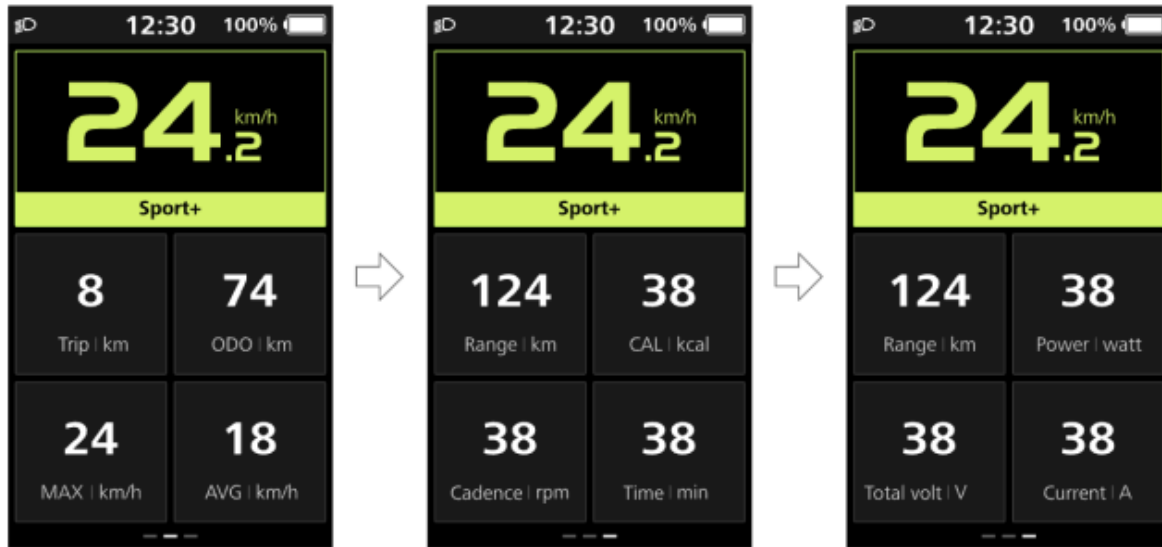 12:30 100%
24.2 km/h
Sport+
8 74
Trip | km ODO | km
24 18
MAX | km/h AVG | km/h
12:30 100%
24.2 km/h
Sport+
124 38
Range | km CAL | kcal
38 38
Cadence | rpm Time | min
12:30 100%
24.2 km/h
Sport+
124 38
Range | km Power | watt
38 38
Total volt | V Current | A